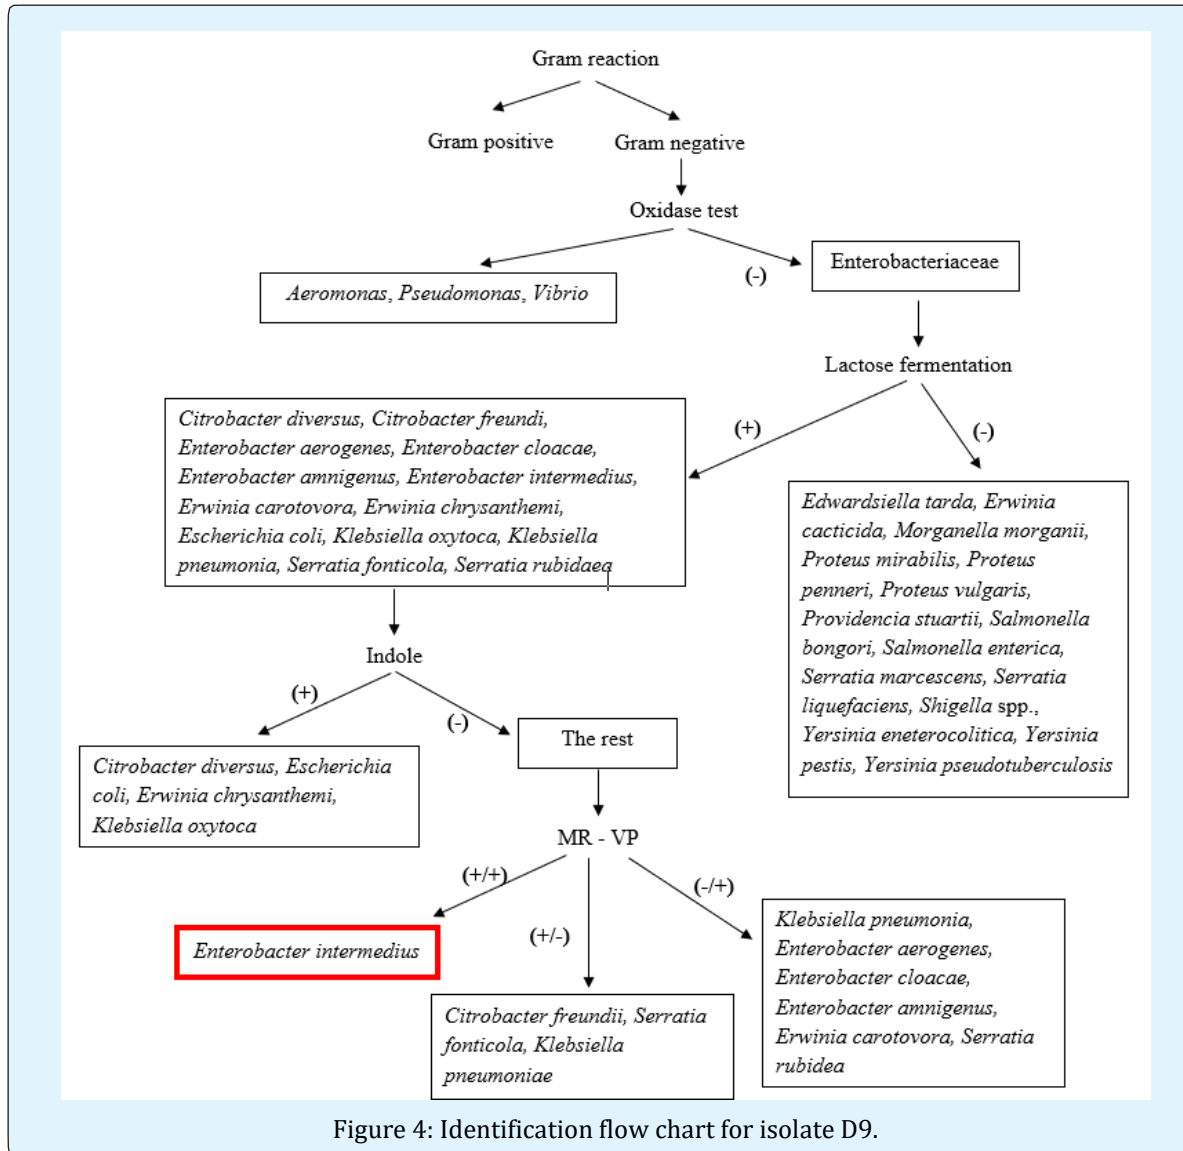 Gram reaction
Gram positive
Gram negative
Oxidase test
(-)
Enterobacteriaceae
Aeromonas, Pseudomonas, Vibrio
Lactose fermentation
(+)
(-)
Citrobacter diversus, Citrobacter freundi,
Enterobacter aerogenes, Enterobacter cloacae,
Enterobacter amnigenus, Enterobacter intermedius,
Erwinia carotovora, Erwinia chrysanthemi,
Escherichia coli, Klebsiella oxytoca, Klebsiella
pneumonia, Serratia fonticola, Serratia rubidaea
Edwardsiella tarda, Erwinia
cacticida, Morganella morganii,
Proteus mirabilis, Proteus
penneri, Proteus vulgaris,
Providencia stuartii, Salmonella
bongori, Salmonella enterica,
Serratia marcescens, Serratia
liquefaciens, Shigella spp.,
Yersinia eneterocolitica, Yersinia
pestis, Yersinia pseudotuberculosis
Indole
(+)
(-)
The rest
Citrobacter diversus, Escherichia
coli, Erwinia chrysanthemi,
Klebsiella oxytoca
MR - VP
(+/+)
(+/-)
(-/+)
Enterobacter intermedius
Citrobacter freundii, Serratia
fonticola, Klebsiella
pneumoniae
Klebsiella pneumonia,
Enterobacter aerogenes,
Enterobacter cloacae,
Enterobacter amnigenus,
Erwinia carotovora, Serratia
rubidea
Figure 4: Identification flow chart for isolate D9.